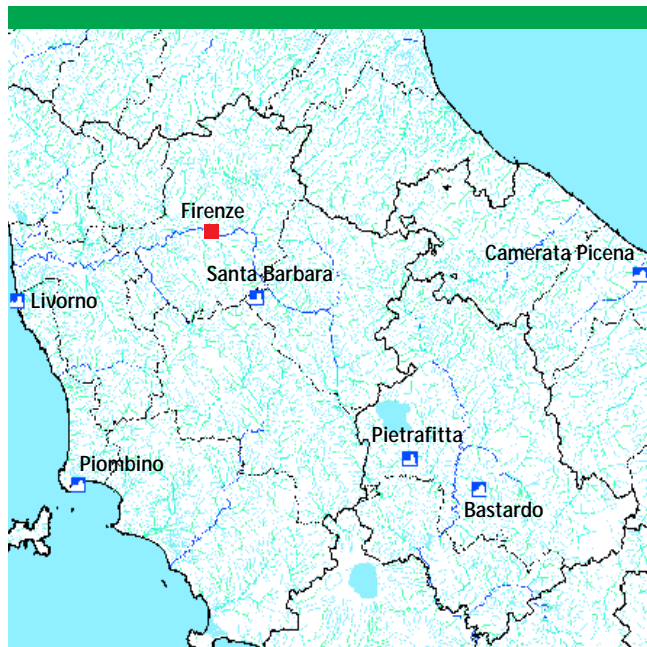 Firenze
Camerata Picena
Santa Barbara
Livorno
Pietrafitta
Piombino
Bastardo